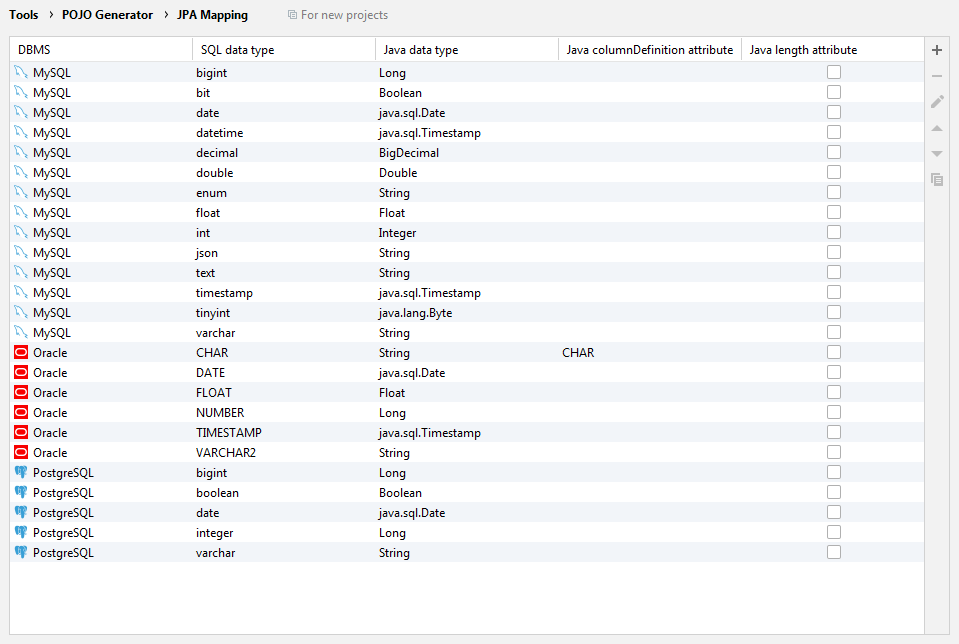 Tools › POJO Generator › JPA Mapping For new projects
DBMS SQL data type Java data type Java columnDefinition attribute Java length attribute
MySQL bigint Long
MySQL bit Boolean
MySQL date java.sql.Date
MySQL datetime java.sql.Timestamp
MySQL decimal BigDecimal
MySQL double Double
MySQL enum String
MySQL float Float
MySQL int Integer
MySQL json String
MySQL text String
MySQL timestamp java.sql.Timestamp
MySQL tinyint java.lang.Byte
MySQL varchar String
Oracle CHAR String CHAR
Oracle DATE java.sql.Date
Oracle FLOAT Float
Oracle NUMBER Long
Oracle TIMESTAMP java.sql.Timestamp
Oracle VARCHAR2 String
PostgreSQL bigint Long
PostgreSQL boolean Boolean
PostgreSQL date java.sql.Date
PostgreSQL integer Long
PostgreSQL varchar String